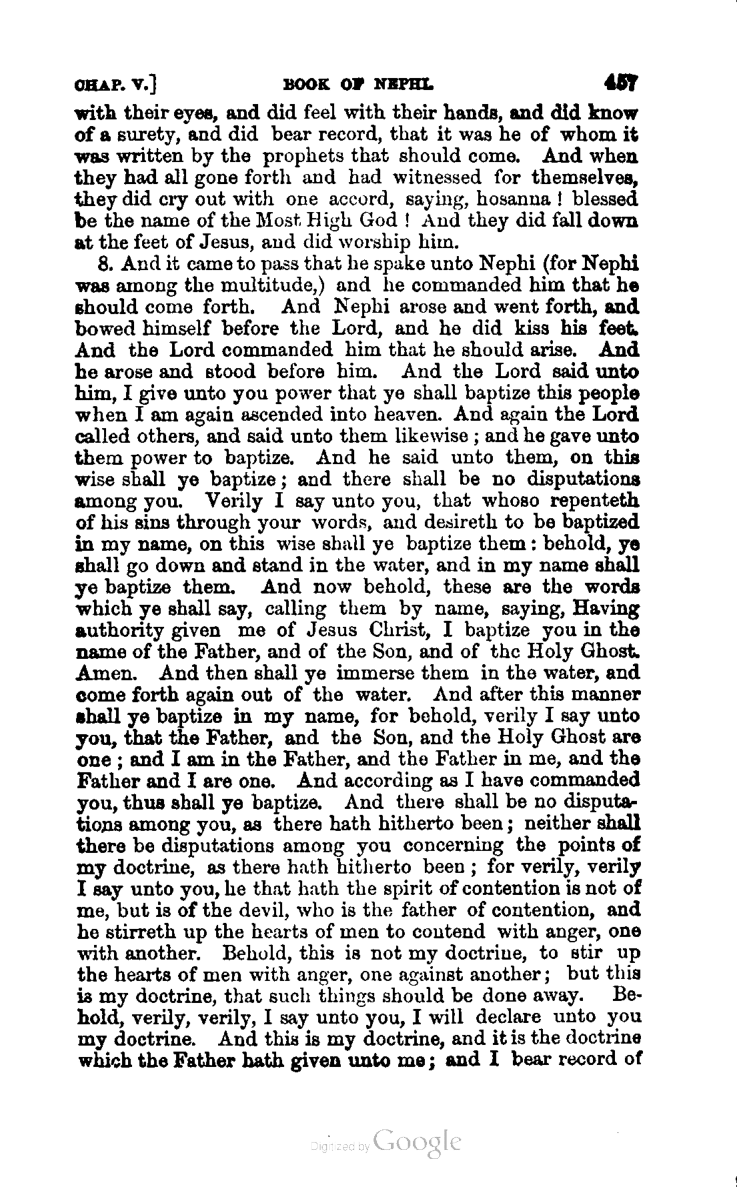 CHAP. V.] BOOK OF NEPHI. 457
with their eyes, and did feel with their hands, and did know
of a surety, and did bear record, that it was he of whom it
was written by the prophets that should come. And when
they had all gone forth and had witnessed for themselves,
they did cry out with one accord, saying, hosanna ! blessed
be the name of the Most High God ! And they did fall down
at the feet of Jesus, and did worship him.
8. And it came to pass that he spake unto Nephi (for Nephi
was among the multitude,) and he commanded him that he
should come forth. And Nephi arose and went forth, and
bowed himself before the Lord, and he did kiss his feet.
And the Lord commanded him that he should arise. And
he arose and stood before him. And the Lord said unto
him, I give unto you power that ye shall baptize this people
when I am again ascended into heaven. And again the Lord
called others, and said unto them likewise ; and he gave unto
them power to baptize. And he said unto them, on this
wise shall ye baptize ; and there shall be no disputations
among you. Verily I say unto you, that whoso repenteth
of his sins through your words, and desireth to be baptized
in my name, on this wise shall ye baptize them : behold, ye
shall go down and stand in the water, and in my name shall
ye baptize them. And now behold, these are the words
which ye shall say, calling them by name, saying, Having
authority given me of Jesus Christ, I baptize you in the
name of the Father, and of the Son, and of the Holy Ghost.
Amen. And then shall ye immerse them in the water, and
come forth again out of the water. And after this manner
shall ye baptize in my name, for behold, verily I say unto
you, that the Father, and the Son, and the Holy Ghost are
one ; and I am in the Father, and the Father in me, and the
Father and I are one. And according as I have commanded
you, thus shall ye baptize. And there shall be no disputa-
tions among you, as there hath hitherto been ; neither shall
there be disputations among you concerning the points of
my doctrine, as there hath hitherto been ; for verily, verily
I say unto you, he that hath the spirit of contention is not of
me, but is of the devil, who is the father of contention, and
he stirreth up the hearts of men to contend with anger, one
with another. Behold, this is not my doctrine, to stir up
the hearts of men with anger, one against another ; but this
is my doctrine, that such things should be done away. Be-
hold, verily, verily, I say unto you, I will declare unto you
my doctrine. And this is my doctrine, and it is the doctrine
which the Father hath given unto me ; and I bear record of
Digitized by Google